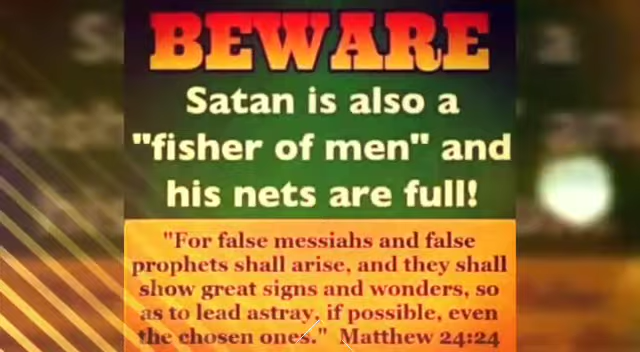 BEWARE
Satan is also a
"fisher of men" and
his nets are full!
"For false messiahs and false
prophets shall arise, and they shall
show great signs and wonders, so
as to lead astray, if possible, even
the chosen ones." Matthew 24:24